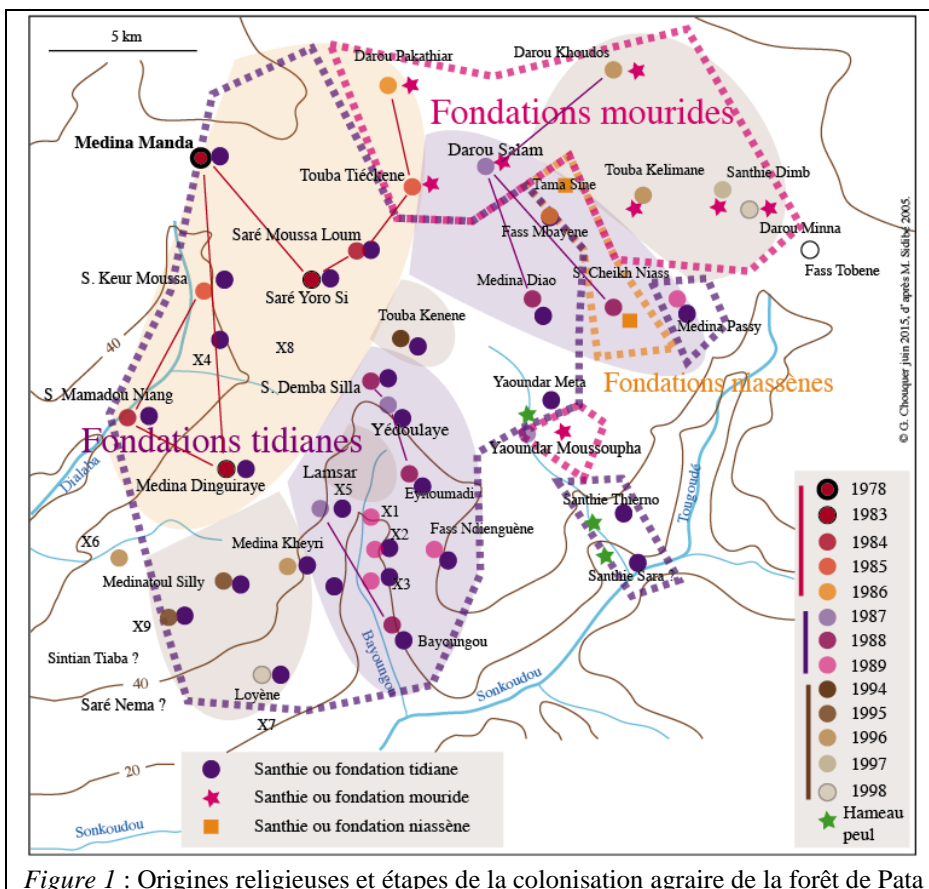 5 km
Darou Pakathiar
Darou Khoudos
Fondations mourides
Medina Manda
Darou Salam
Touba Tiéckene
Tama Sine
Touba Kelimane
Santhie Dimb
Fass Mbayene
Darou Minna
Saré Moussa Loum
Fass Tobene
S. Keur Moussa
Saré Yoro Si
Medina Diao
S. Cheikh Niass
Medina Passy
Touba Kenene
40
X4
X8
S. Demba Silla
Yaoundar Meta
Fondations niassènes
S. Mamadou Niang
Yédoulaye
Fondations tidianes
Yaoundar Moussoupha
Dialaba
Medina Dinguiraye
Lamsar
Eynoumadi
X5
Santhie Thierno
Tougoudé
X1
X2
Fass Ndienguène
X6
Medina Kheyri
Medinatoul Silly
X3
Santhie Sara ?
X9
Bayoungou
Bayoungou
Sintian Tiaba ?
40
Loyène
Sonkoudou
Saré Nema ?
X7
20
Sonkoudou
Santhie ou fondation tidiane
Santhie ou fondation mouride
Santhie ou fondation niassène
1978
1983
1984
1985
1986
1987
1988
1989
1994
1995
1996
1997
1998
Hameau
peul
© G. Chouquer juin 2015, d'après M. Sidibé 2005.
Figure 1 : Origines religieuses et étapes de la colonisation agraire de la forêt de Pata